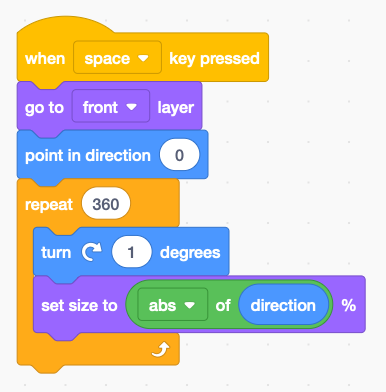 when space key pressed
go to front layer
point in direction 0
repeat 360
turn 1 degrees
set size to abs of direction %